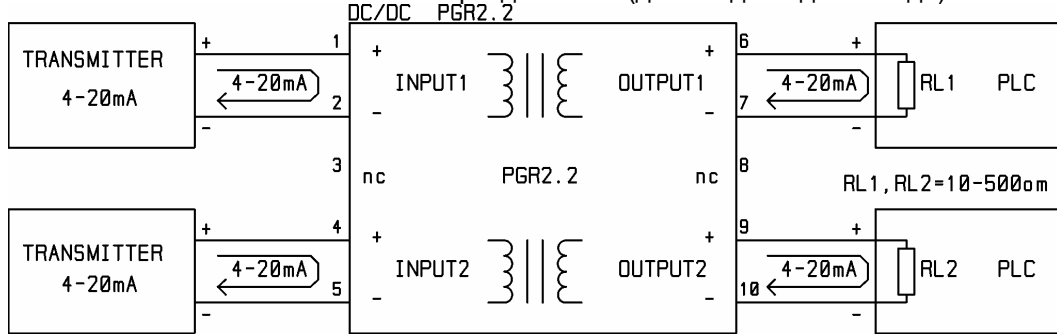 DC/DC PGR2.2
TRANSMITTER
4-20mA
+
4-20mA
-
1
2
+
INPUT1
-
OUTPUT1
+
-
6
7
+
4-20mA
-
RL1
PLC
3
nc
PGR2.2
nc
8
RL1,RL2=10-500om
TRANSMITTER
4-20mA
+
4-20mA
-
4
5
+
INPUT2
-
OUTPUT2
+
-
9
10
+
4-20mA
-
RL2
PLC